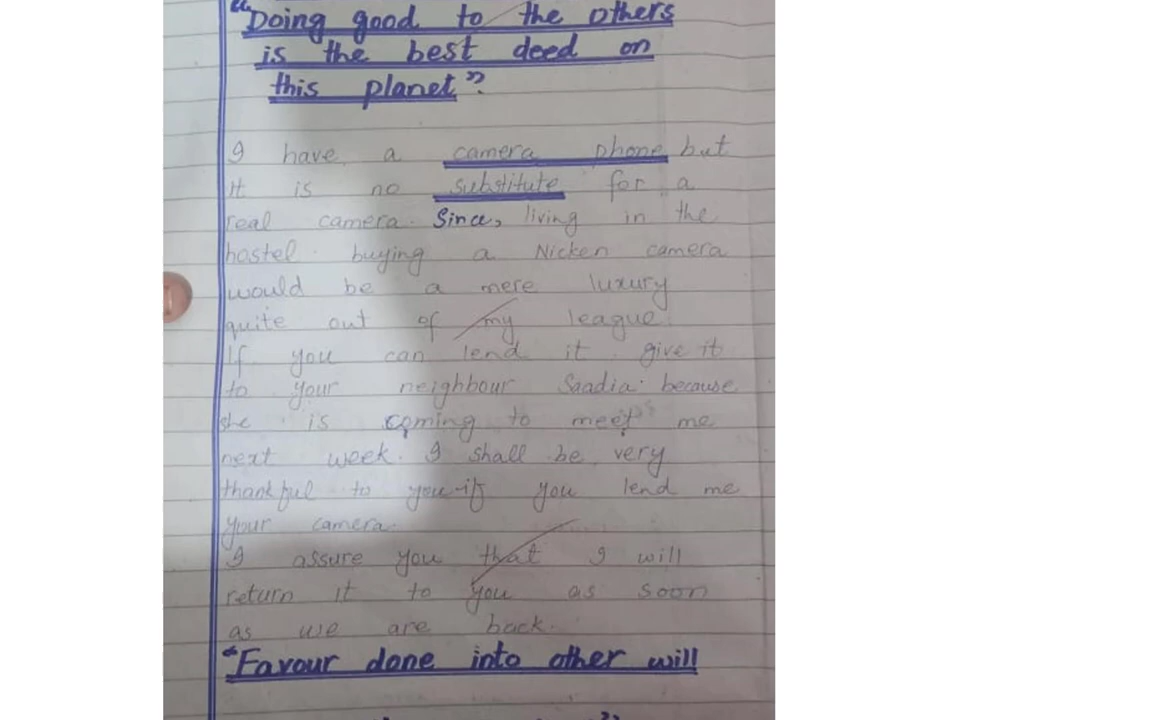 "Doing good to the others
is the best deed on
this planet".
I have a camera phone but
it is no substitute for a
real camera. Since, living in the
hostel. buying a Nicken camera
would be a mere luxury
quite out of my league.
If you can lend it give it
to your neighbour Saadia. because
she is coming to meet me
next week. I shall be very
thankful to you if you lend me
your camera.
I assure you that I will
return it to you as soon
as we are back.
"Favour done into other will